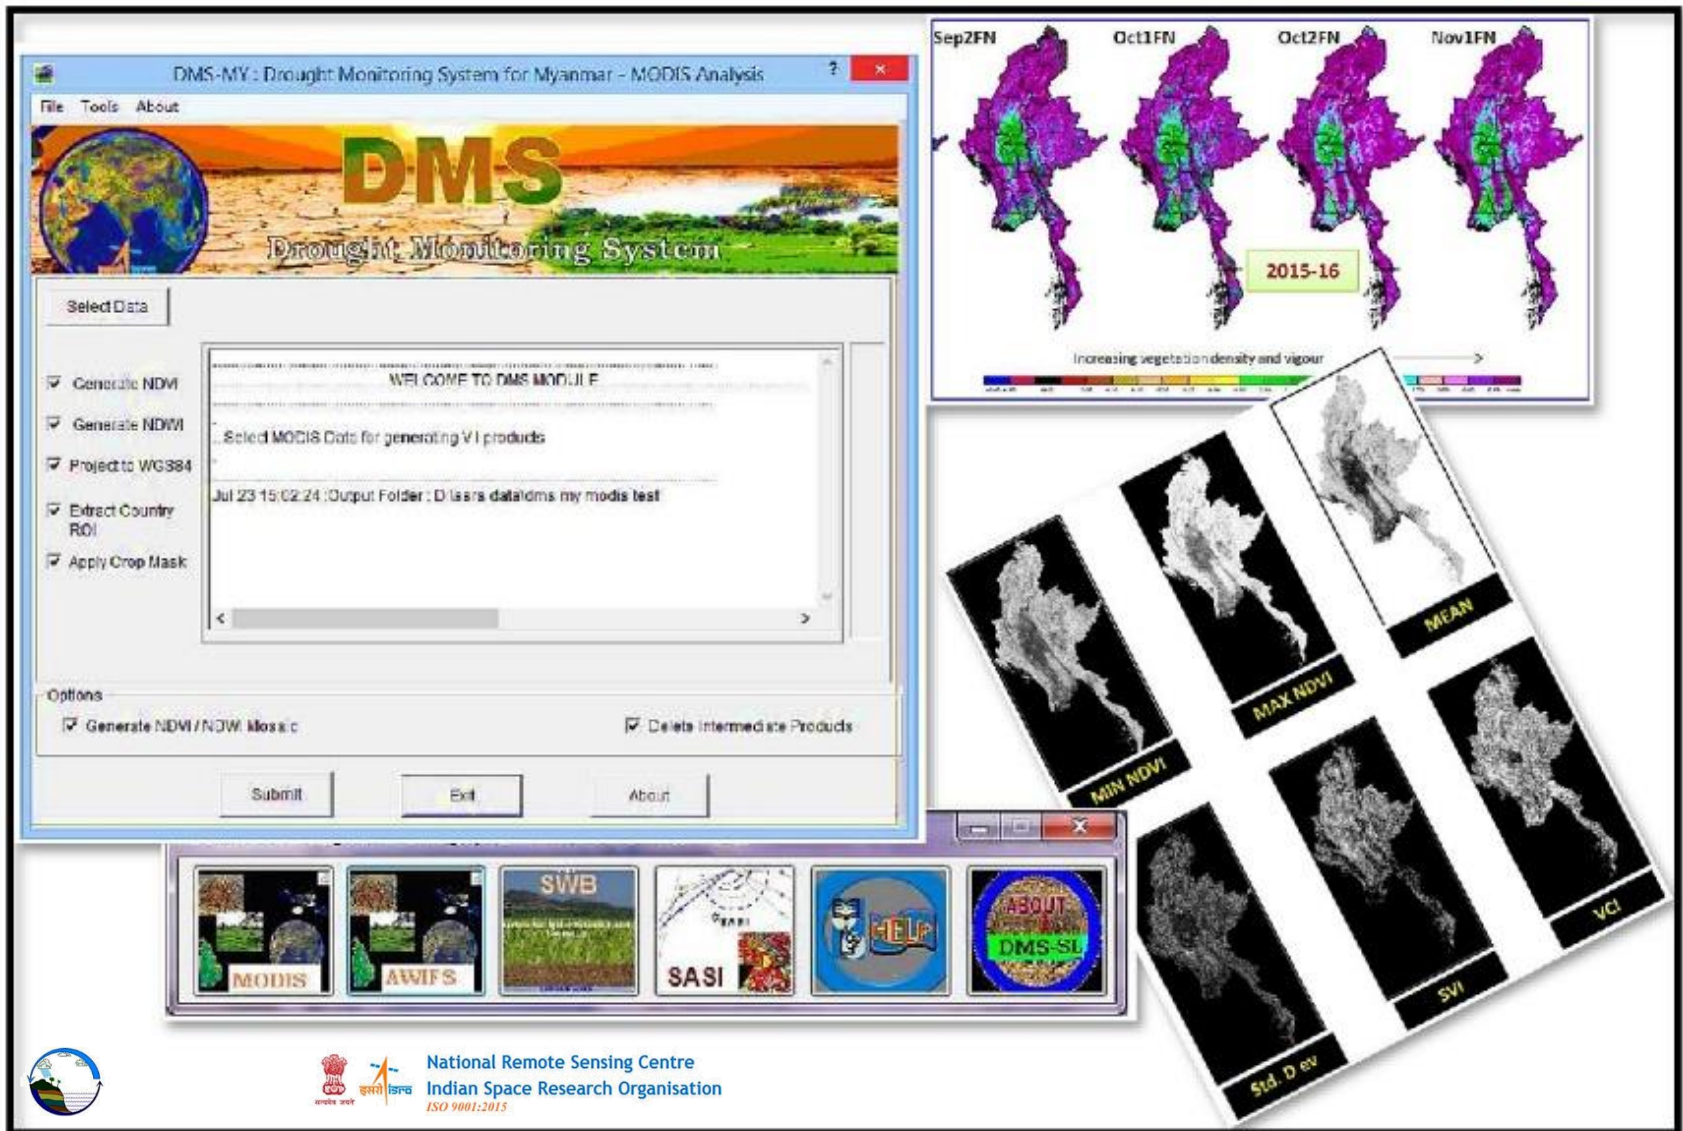 DMS-MY : Drought Monitoring System for Myanmar - MODIS Analysis
?
File Tools About
DMS
Drought Monitoring System
Select Data
Generate NDVI
Generate NDWI
Project to WGS84
Extract Country
ROI
Apply Crop Mask
WELCOME TO DMS MODULE
..Select MODIS Data for generating VI products
Jul 23 15:02:24 :Output Folder :
my modis test
Options
Generate NDVI / NDWI Mosaic
Delete Intermediate Products
Submit
Exit
About
Sep2FN Oct1FN Oct2FN Nov1FN
2015-16
Increasing vegetation density and vigour
MIN NDVI
MAX NDVI
MEAN
Std. Dev
SVI
VCI
MODIS
AWIFS
SWB
SASI
HELP
ABOUT
DMS-SL
सत्यमेव जयते
इसरो isro
National Remote Sensing Centre
Indian Space Research Organisation
ISO 9001:2015